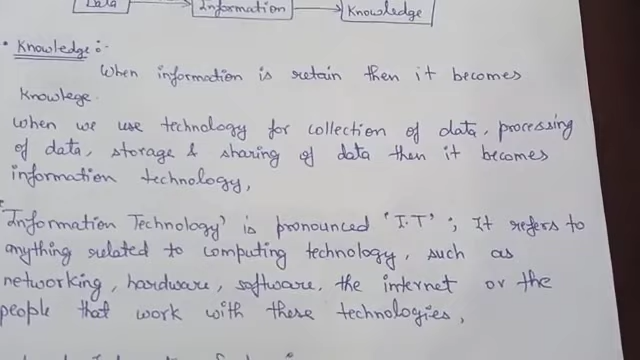 Data → Information → Knowledge
• Knowledge :-
When information is retain then it becomes
Knowlege.
When we use technology for collection of data, processing
of data, storage & sharing of data then it becomes
information technology,
'Information Technology' is pronounced 'I.T' ; It refers to
anything related to computing technology, such as
networking, hardware, software, the internet or the
people that work with these technologies,